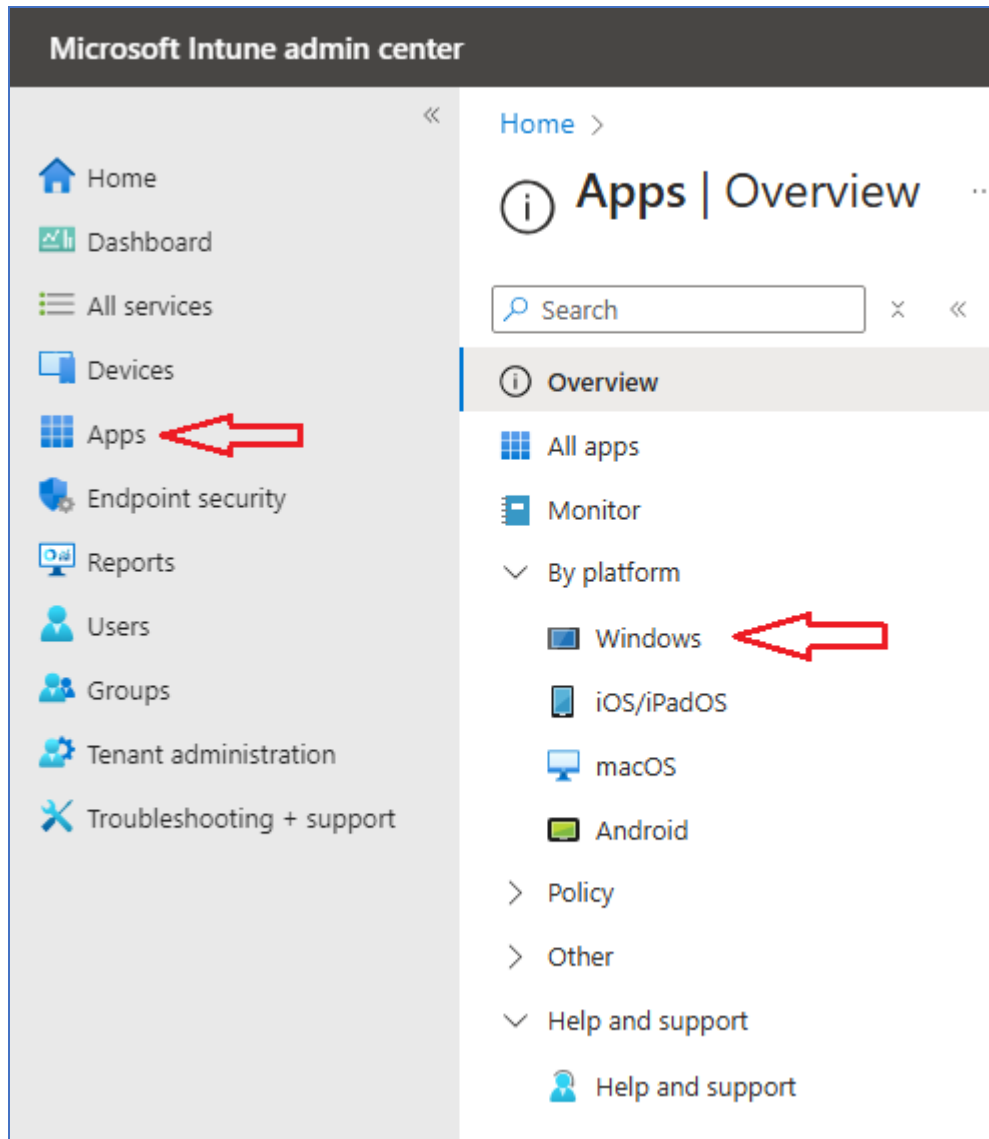 Microsoft Intune admin center
Home
Dashboard
All services
Devices
Apps
Endpoint security
Reports
Users
Groups
Tenant administration
Troubleshooting + support
Home >
Apps | Overview ...
Search
Overview
All apps
Monitor
By platform
Windows
iOS/iPadOS
macOS
Android
Policy
Other
Help and support
Help and support